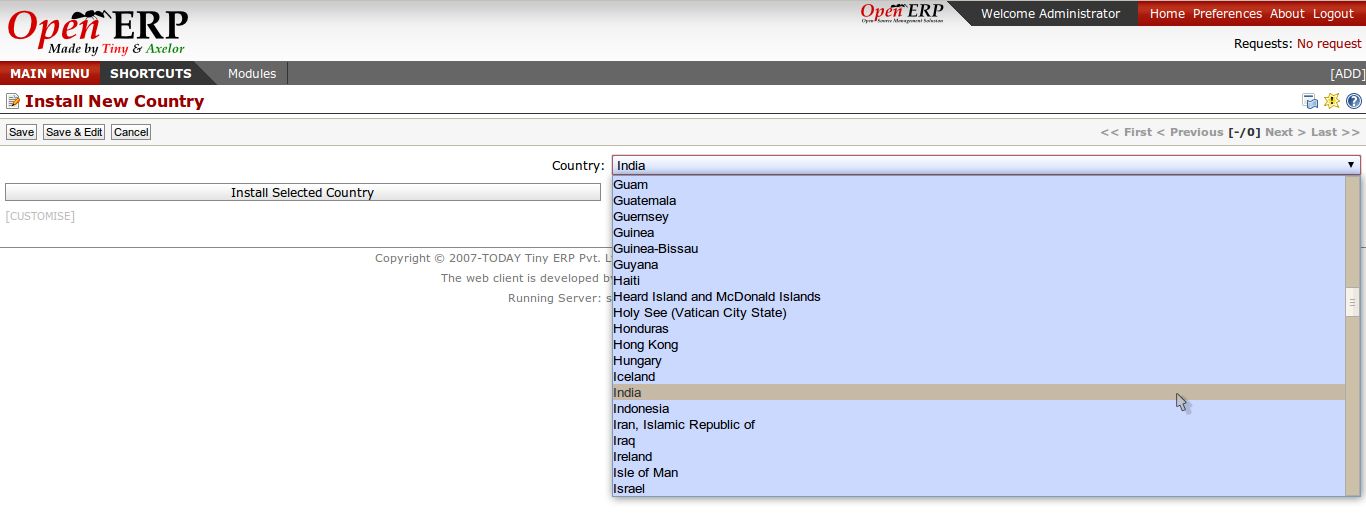 Open ERP
Made by Tiny & Axelor
Open ERP
Open Source Management Solution
Welcome Administrator
Home Preferences About Logout
Requests: No request
MAIN MENU SHORTCUTS Modules [ADD]
Install New Country
Save Save & Edit Cancel << First < Previous [-/0] Next > Last >>
Country: India
Install Selected Country
[CUSTOMISE]
Copyright © 2007-TODAY Tiny ERP Pvt.
The web client is developed
Running Server:
Guam
Guatemala
Guernsey
Guinea
Guinea-Bissau
Guyana
Haiti
Heard Island and McDonald Islands
Holy See (Vatican City State)
Honduras
Hong Kong
Hungary
Iceland
India
Indonesia
Iran, Islamic Republic of
Iraq
Ireland
Isle of Man
Israel